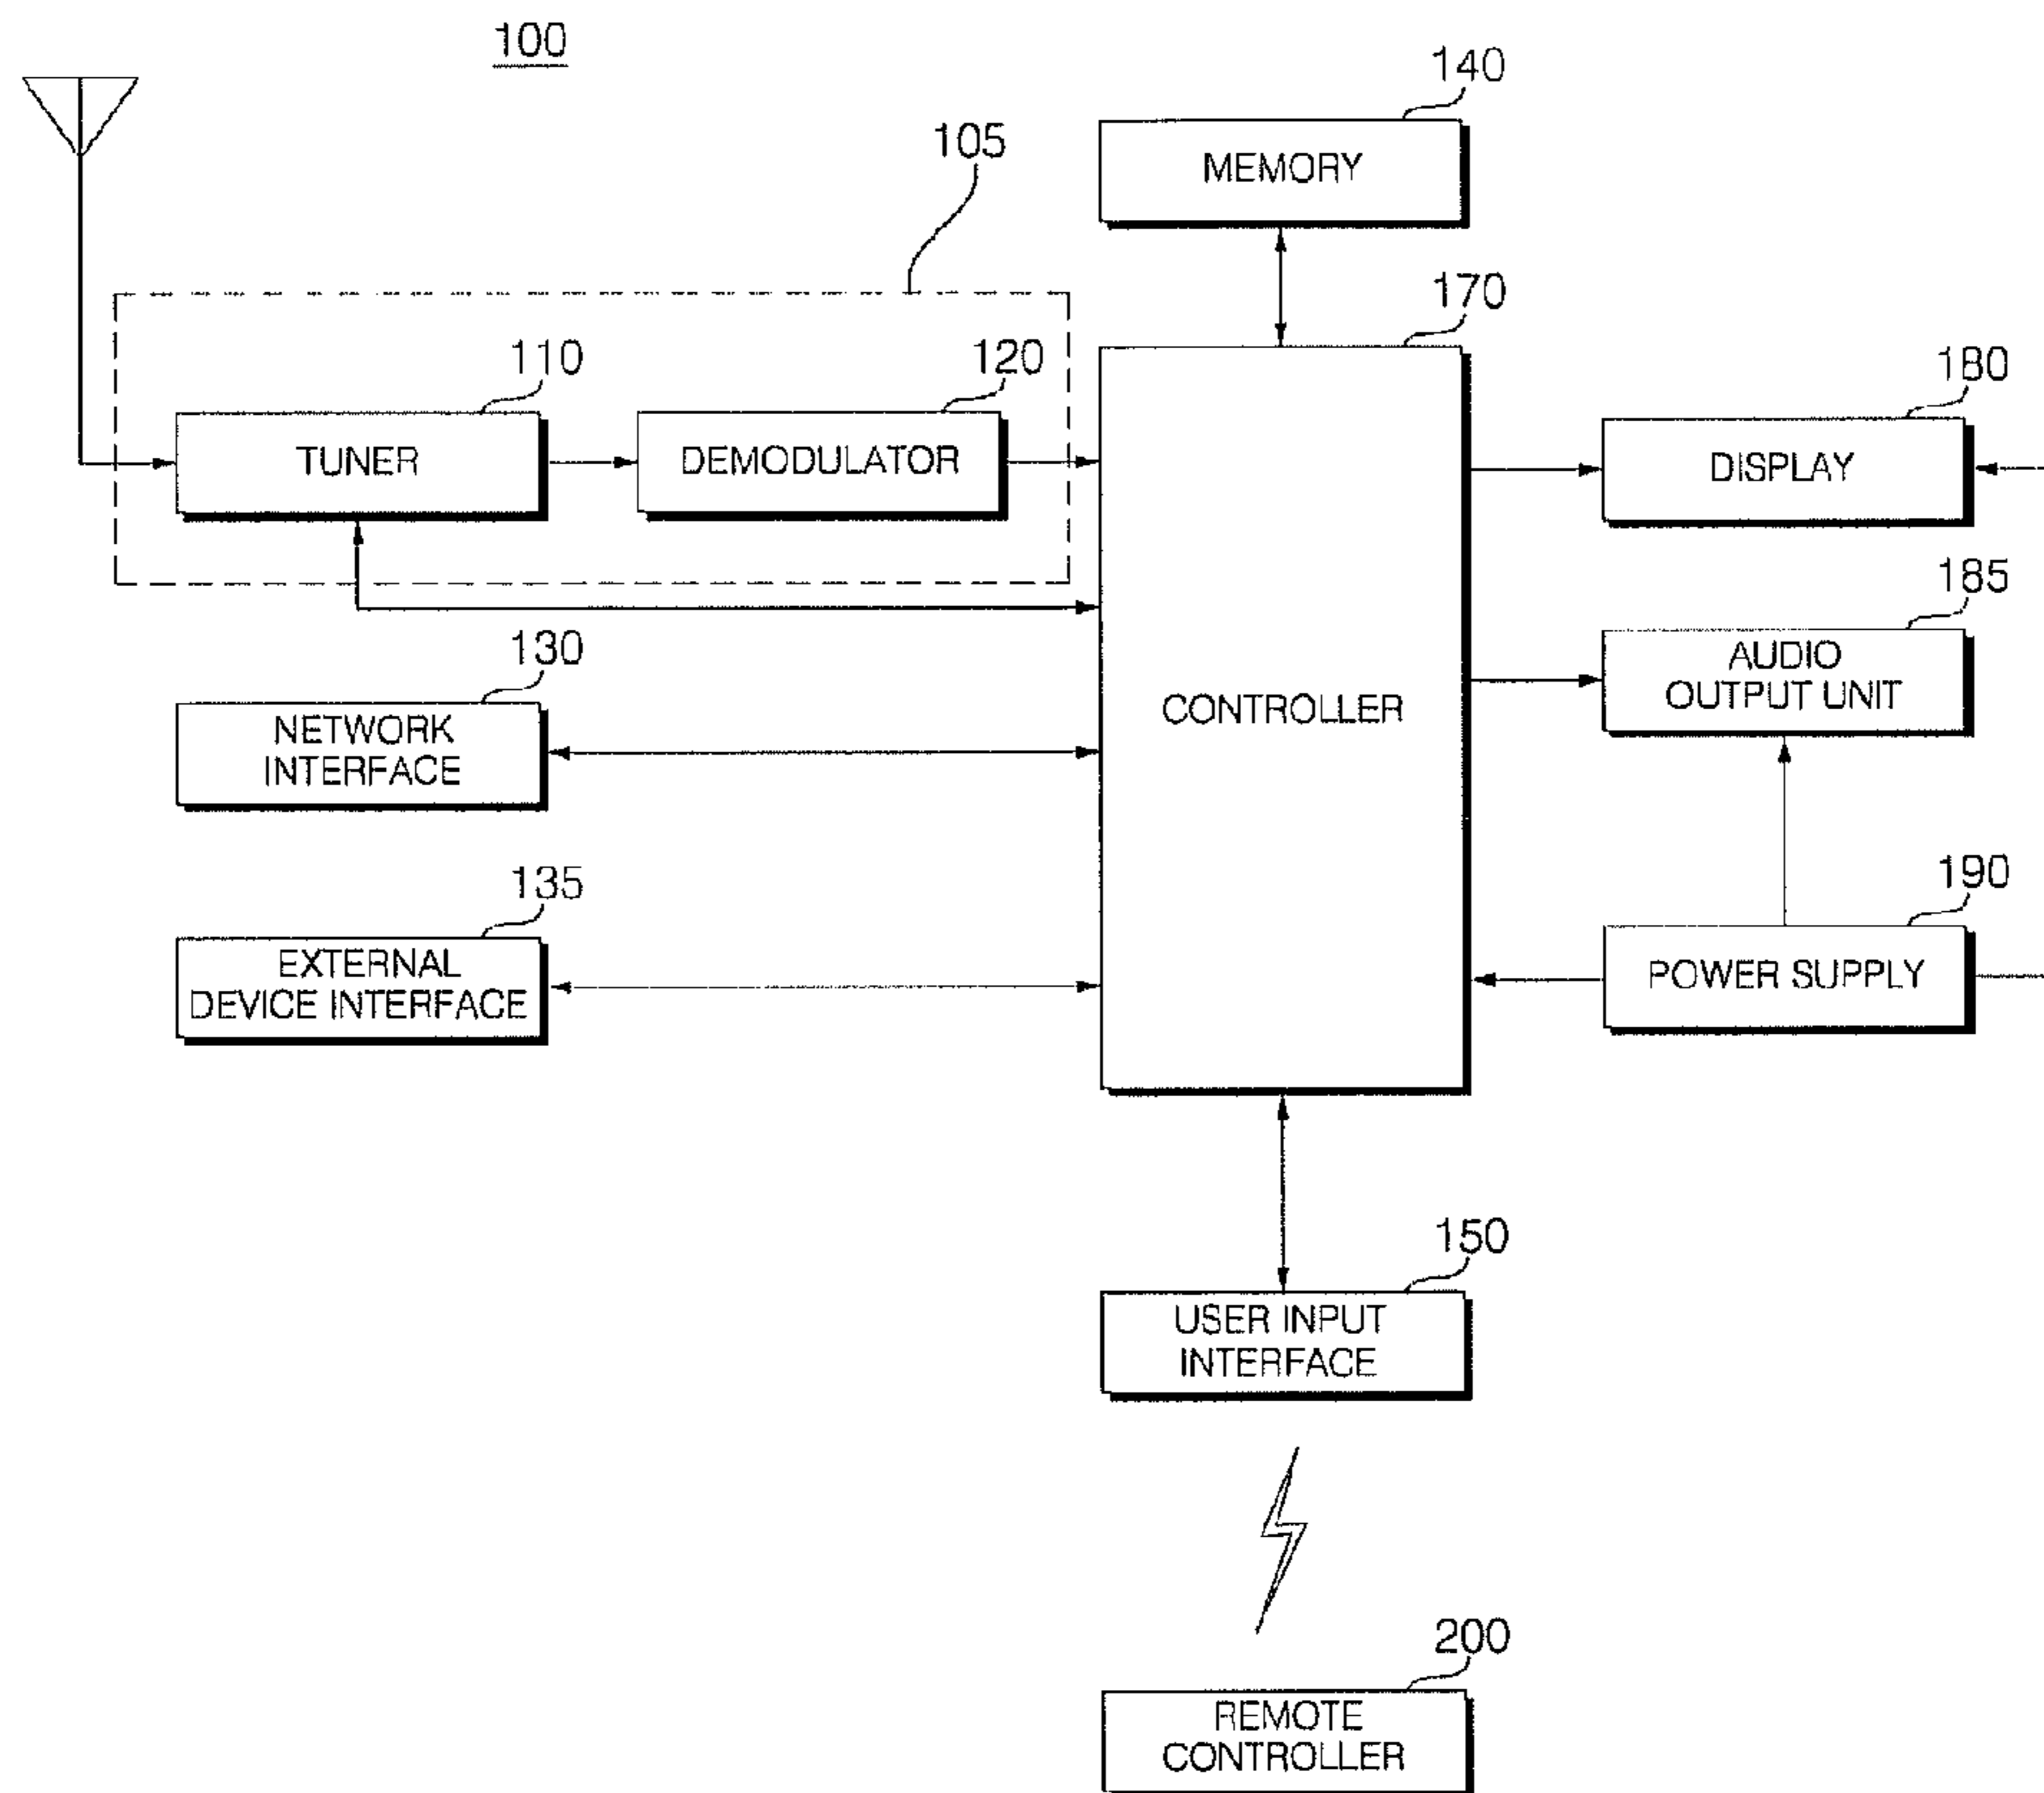 100
140
MEMORY
105
170
110
120
180
TUNER
DEMODULATOR
DISPLAY
185
130
AUDIO
OUTPUT UNIT
NETWORK
INTERFACE
CONTROLLER
135
190
EXTERNAL
DEVICE INTERFACE
POWER SUPPLY
150
USER INPUT
INTERFACE
200
REMOTE
CONTROLLER